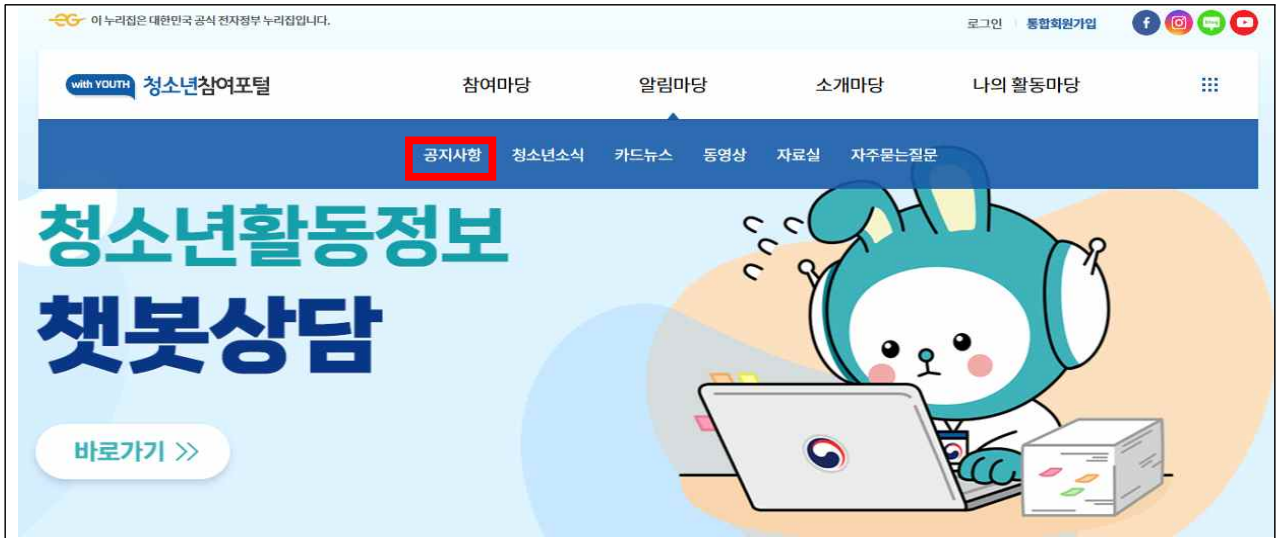 이 누리집은 대한민국 공식 전자정부 누리집입니다.
로그인 통합회원가입
with YOUTH 청소년참여포털 참여마당 알림마당 소개마당 나의 활동마당
공지사항 청소년소식 카드뉴스 동영상 자료실 자주묻는질문
청소년활동정보
챗봇상담
바로가기